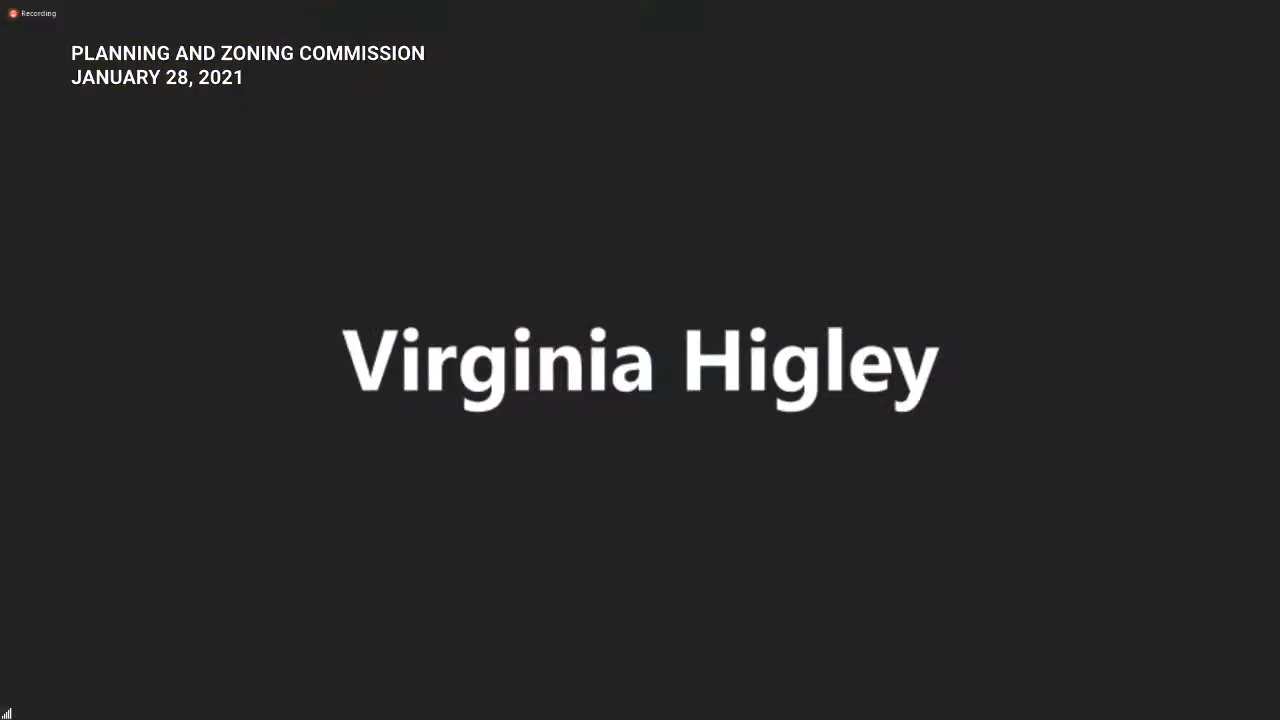 Recording
PLANNING AND ZONING COMMISSION
JANUARY 28, 2021
Virginia Higley